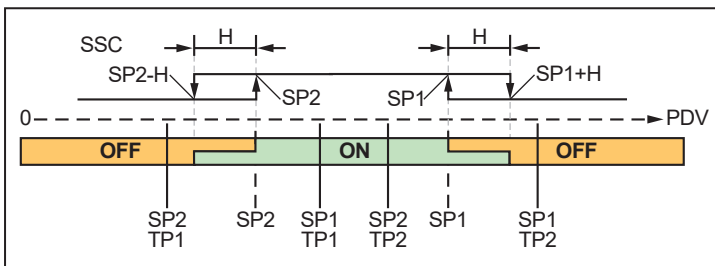 SSC
H
H
SP2-H
SP2
SP1
SP1+H
0
PDV
OFF
ON
OFF
SP2
TP1
SP2
SP1
TP1
SP2
TP2
SP1
SP1
TP2